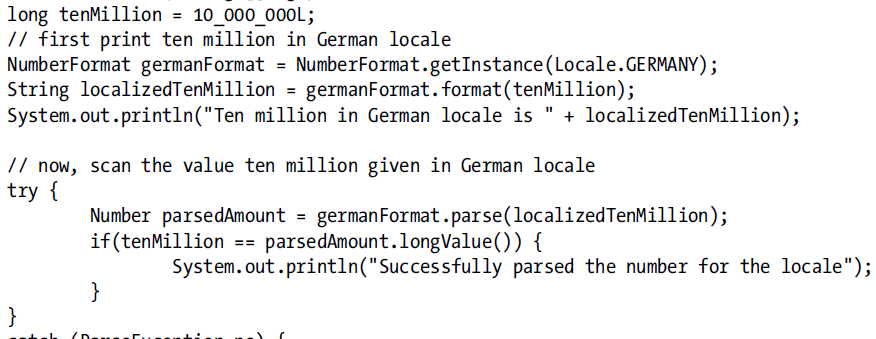 long tenMillion = 10_000_000L;
// first print ten million in German locale
NumberFormat germanFormat = NumberFormat.getInstance(Locale.GERMANY);
String localizedTenMillion = germanFormat.format(tenMillion);
System.out.println("Ten million in German locale is " + localizedTenMillion);
// now, scan the value ten million given in German locale
try {
Number parsedAmount = germanFormat.parse(localizedTenMillion);
if(tenMillion == parsedAmount.longValue()) {
System.out.println("Successfully parsed the number for the locale");
}
}